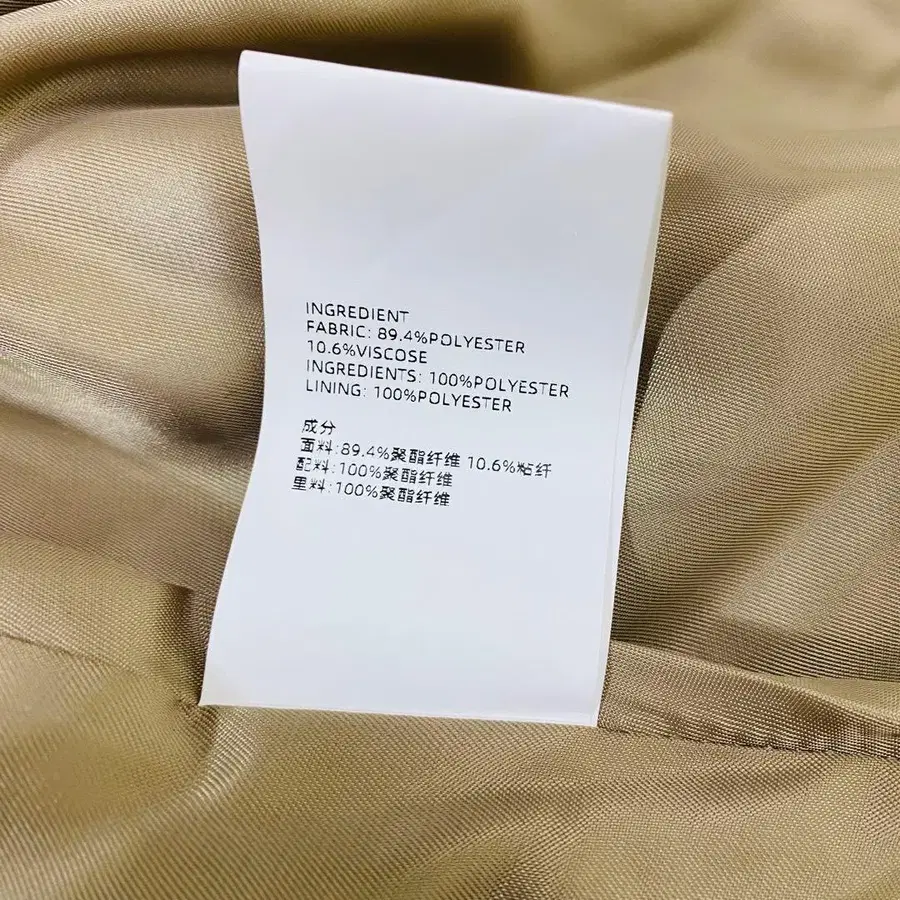 INGREDIENT
FABRIC: 89.4%POLYESTER
10.6%VISCOSE
INGREDIENTS: 100%POLYESTER
LINING: 100%POLYESTER
成分
面料:89.4%聚酯纤维 10.6%粘纤
配料:100%聚酯纤维
里料:100%聚酯纤维